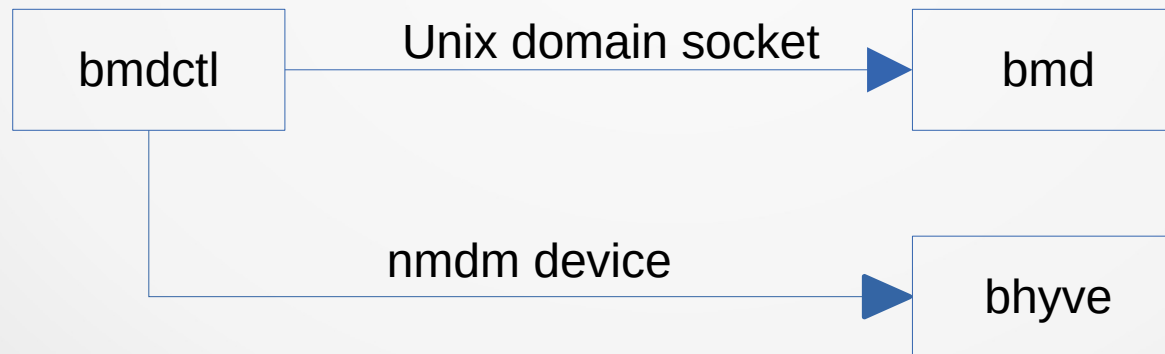 bmdctl
Unix domain socket
bmd
nmdm device
bhyve